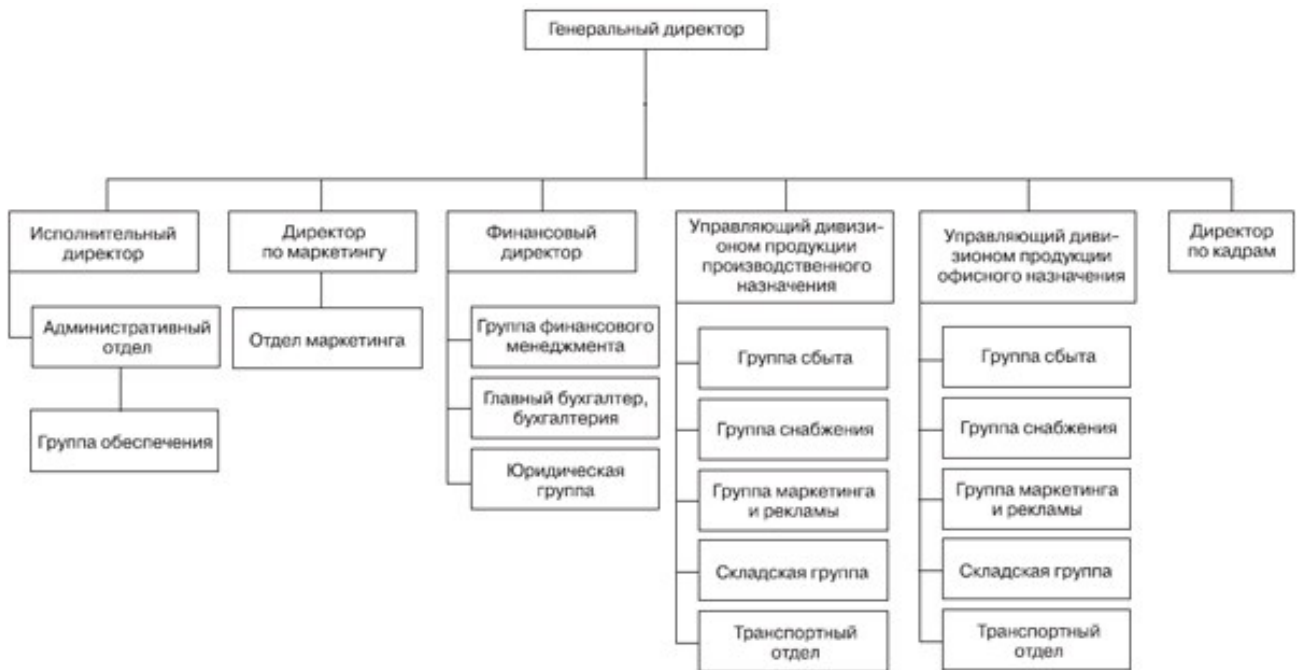 Генеральный директор
Исполнительный
директор
Директор
по маркетингу
Финансовый
директор
Управляющий дивизи-
оном продукции
производственного
назначения
Управляющий диви-
зионом продукции
офисного назначения
Директор
по кадрам
Административный
отдел
Группа обеспечения
Отдел маркетинга
Группа финансового
менеджмента
Главный бухгалтер,
бухгалтерия
Юридическая
группа
Группа сбыта
Группа снабжения
Группа маркетинга
и рекламы
Складская группа
Транспортный
отдел
Группа сбыта
Группа снабжения
Группа маркетинга
и рекламы
Складская группа
Транспортный
отдел